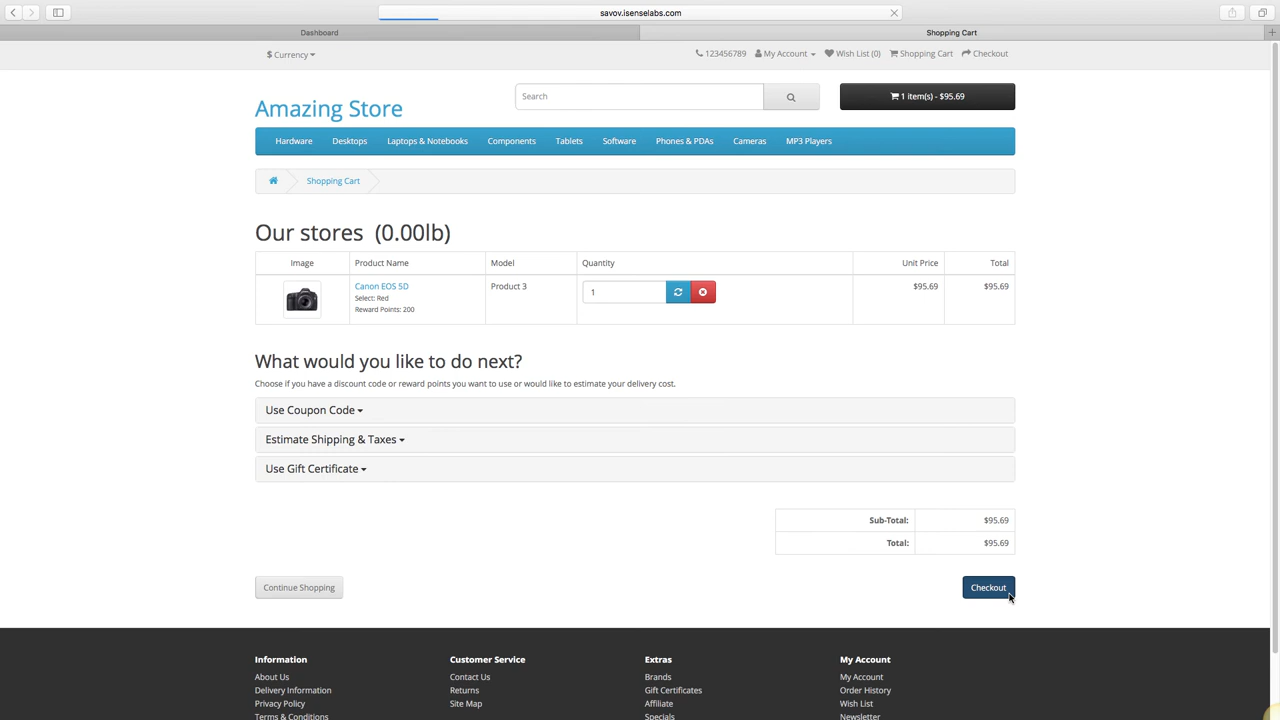 savov.isenselabs.com
Dashboard
Shopping Cart
$ Currency
123456789 My Account Wish List (0) Shopping Cart Checkout
Amazing Store
Search
1 item(s) - $95.69
Hardware Desktops Laptops & Notebooks Components Tablets Software Phones & PDAs Cameras MP3 Players
Shopping Cart
Our stores (0.00lb)
Image Product Name Model Quantity Unit Price Total
Canon EOS 5D Product 3 1 $95.69 $95.69
Select: Red
Reward Points: 200
What would you like to do next?
Choose if you have a discount code or reward points you want to use or would like to estimate your delivery cost.
Use Coupon Code
Estimate Shipping & Taxes
Use Gift Certificate
Sub-Total: $95.69
Total: $95.69
Continue Shopping
Checkout
Information Customer Service Extras My Account
About Us Contact Us Brands My Account
Delivery Information Returns Gift Certificates Order History
Privacy Policy Site Map Affiliate Wish List
Terms & Conditions Specials Newsletter